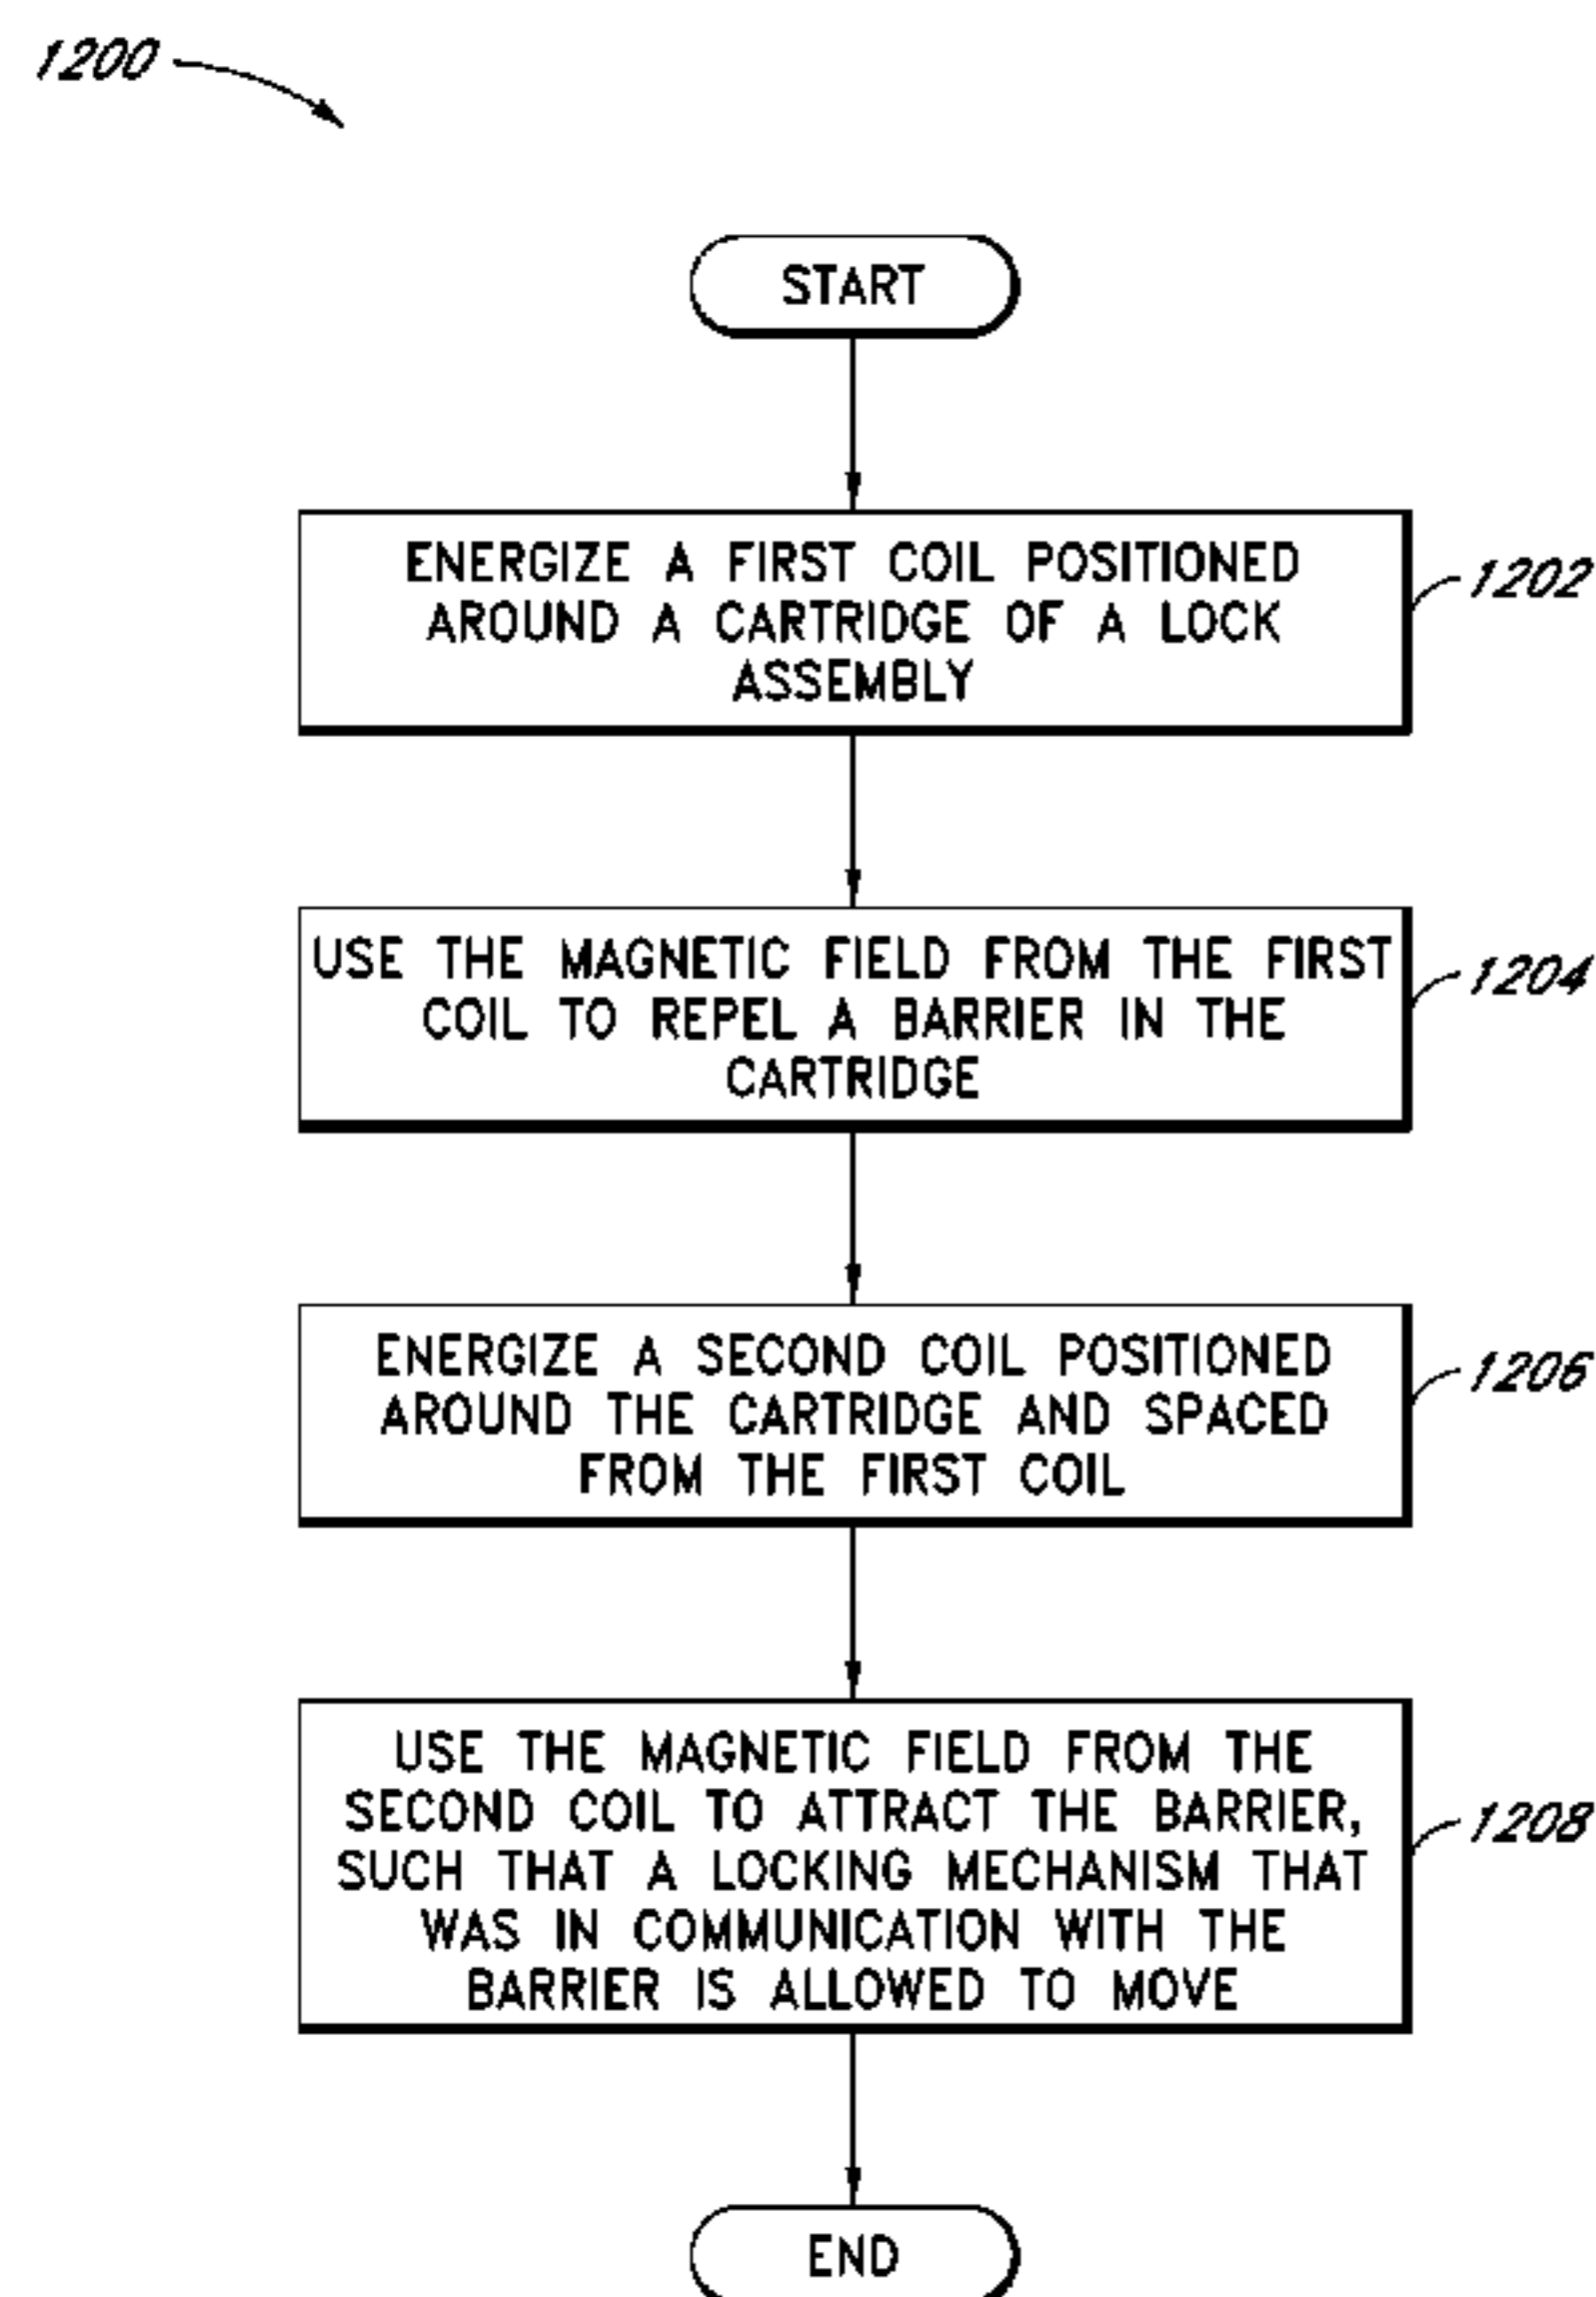 1200
START
ENERGIZE A FIRST COIL POSITIONED
AROUND A CARTRIDGE OF A LOCK
ASSEMBLY
1202
USE THE MAGNETIC FIELD FROM THE FIRST
COIL TO REPEL A BARRIER IN THE
CARTRIDGE
1204
ENERGIZE A SECOND COIL POSITIONED
AROUND THE CARTRIDGE AND SPACED
FROM THE FIRST COIL
1206
USE THE MAGNETIC FIELD FROM THE
SECOND COIL TO ATTRACT THE BARRIER,
SUCH THAT A LOCKING MECHANISM THAT
WAS IN COMMUNICATION WITH THE
BARRIER IS ALLOWED TO MOVE
1208
END